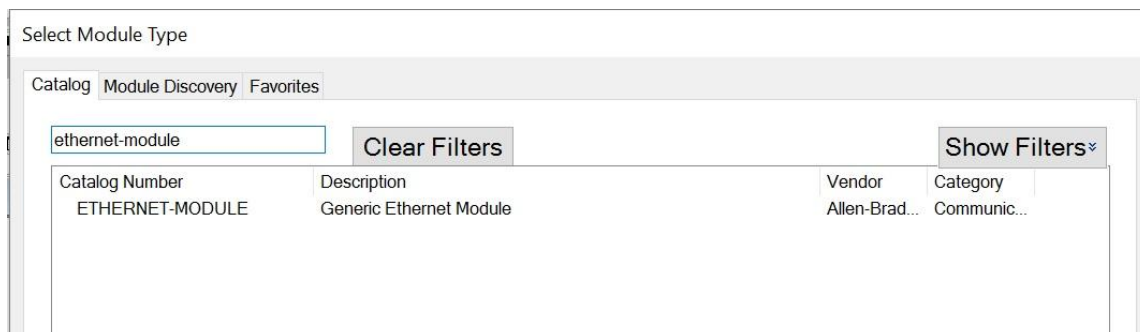 Select Module Type
Catalog Module Discovery Favorites
ethernet-module Clear Filters Show Filters
Catalog Number Description Vendor Category
ETHERNET-MODULE Generic Ethernet Module Allen-Brad... Communic...